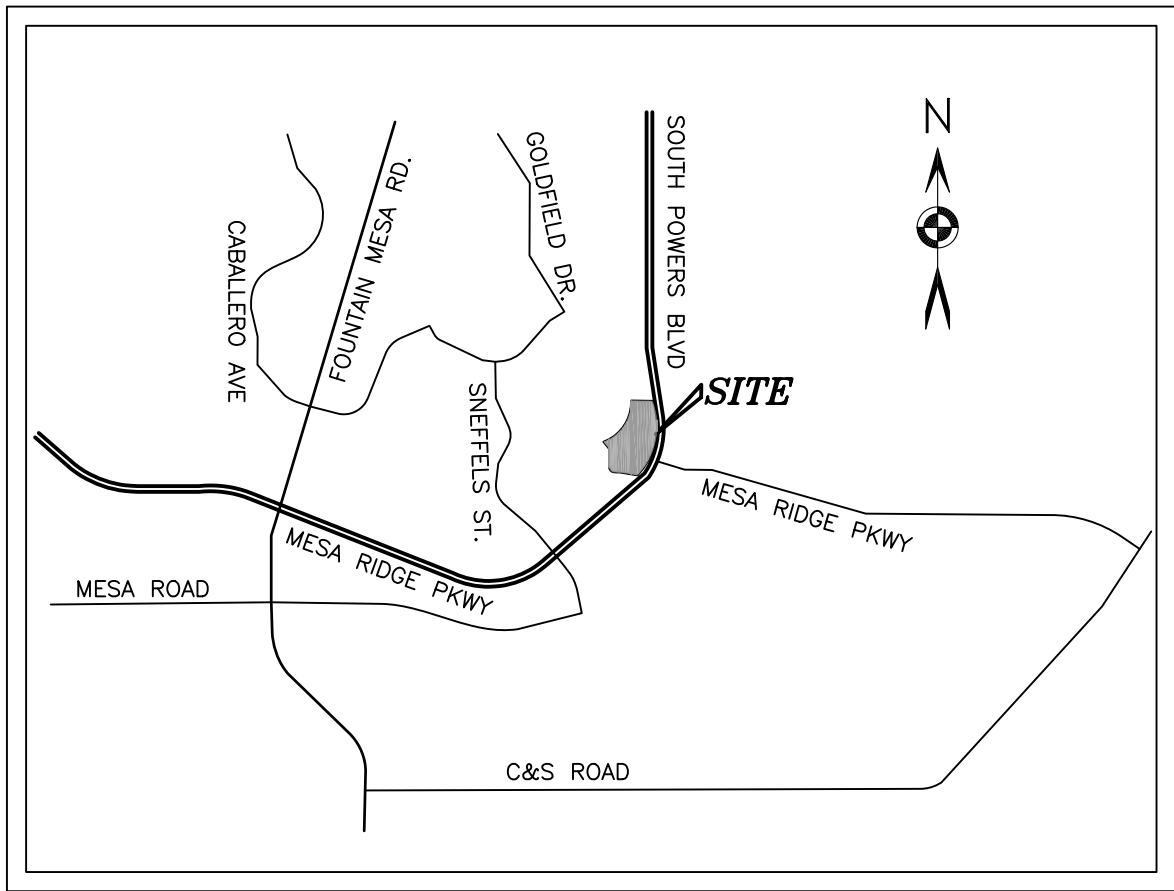 N
SOUTH POWERS BLVD
GOLDFIELD DR.
FOUNTAIN MESA RD.
CABALLERO AVE
SITE
SNEFFELS ST.
MESA RIDGE PKWY
MESA RIDGE PKWY
MESA ROAD
C&S ROAD